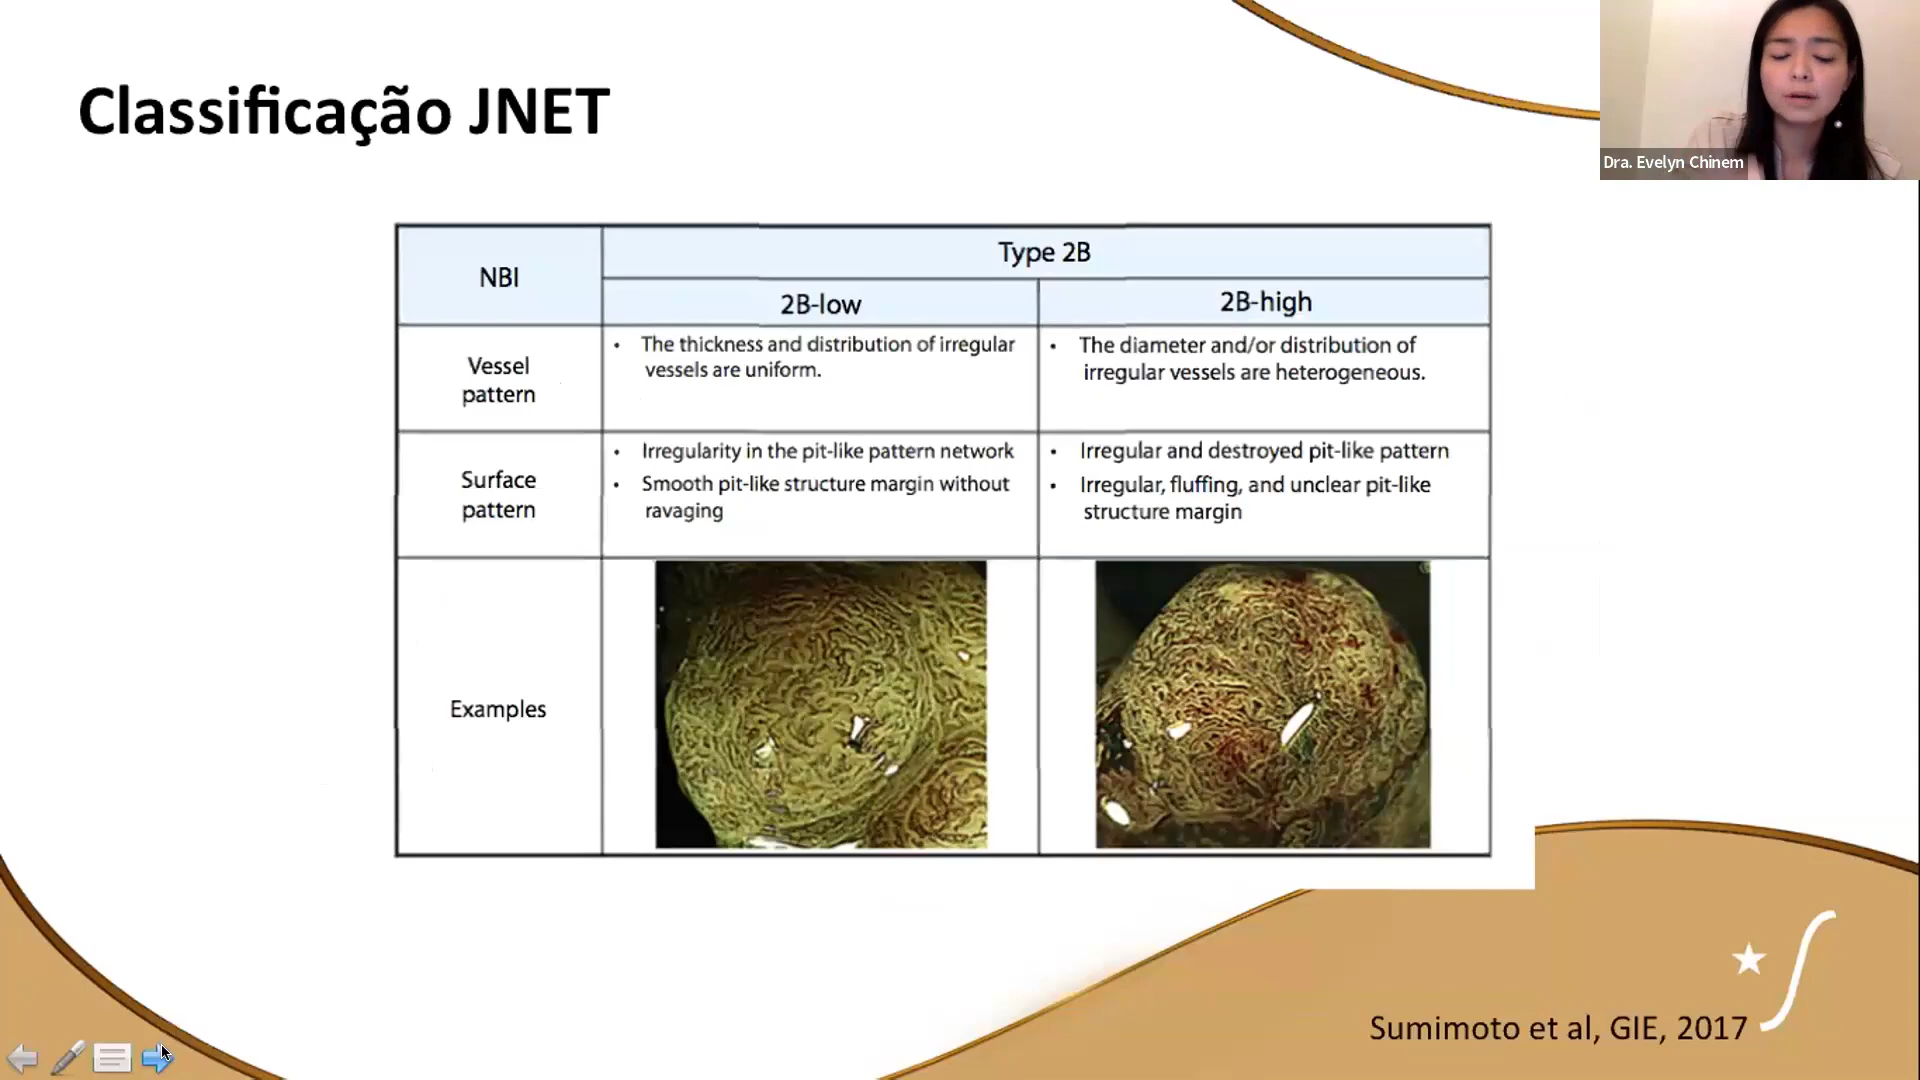 Classificação JNET
Dra. Evelyn Chinem
NBI
Type 2B
2B-low
2B-high
Vessel
pattern
• The thickness and distribution of irregular
vessels are uniform.
• The diameter and/or distribution of
irregular vessels are heterogeneous.
Surface
pattern
• Irregularity in the pit-like pattern network
• Smooth pit-like structure margin without
ravaging
• Irregular and destroyed pit-like pattern
• Irregular, fluffing, and unclear pit-like
structure margin
Examples
Sumimoto et al, GIE, 2017